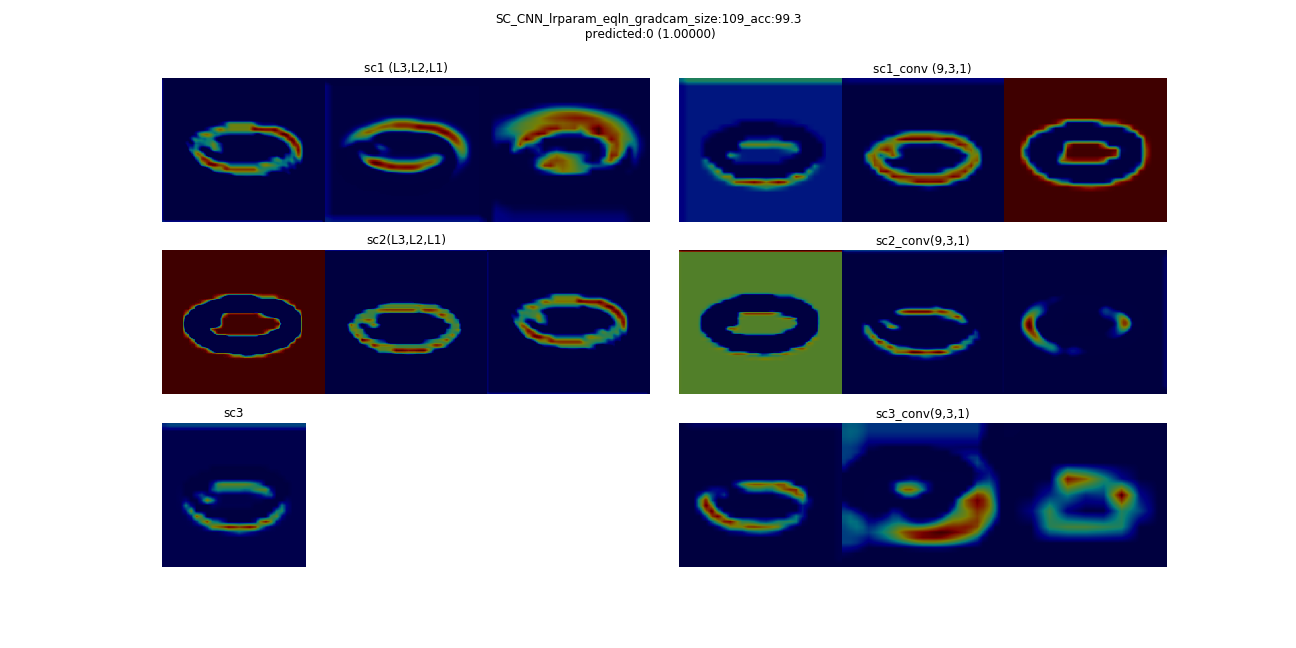 SC_CNN_lrparam_eqln_gradcam_size:109_acc:99.3
predicted:0 (1.00000)
sc1 (L3,L2,L1)
sc1_conv (9,3,1)
sc2(L3,L2,L1)
sc2_conv(9,3,1)
sc3
sc3_conv(9,3,1)